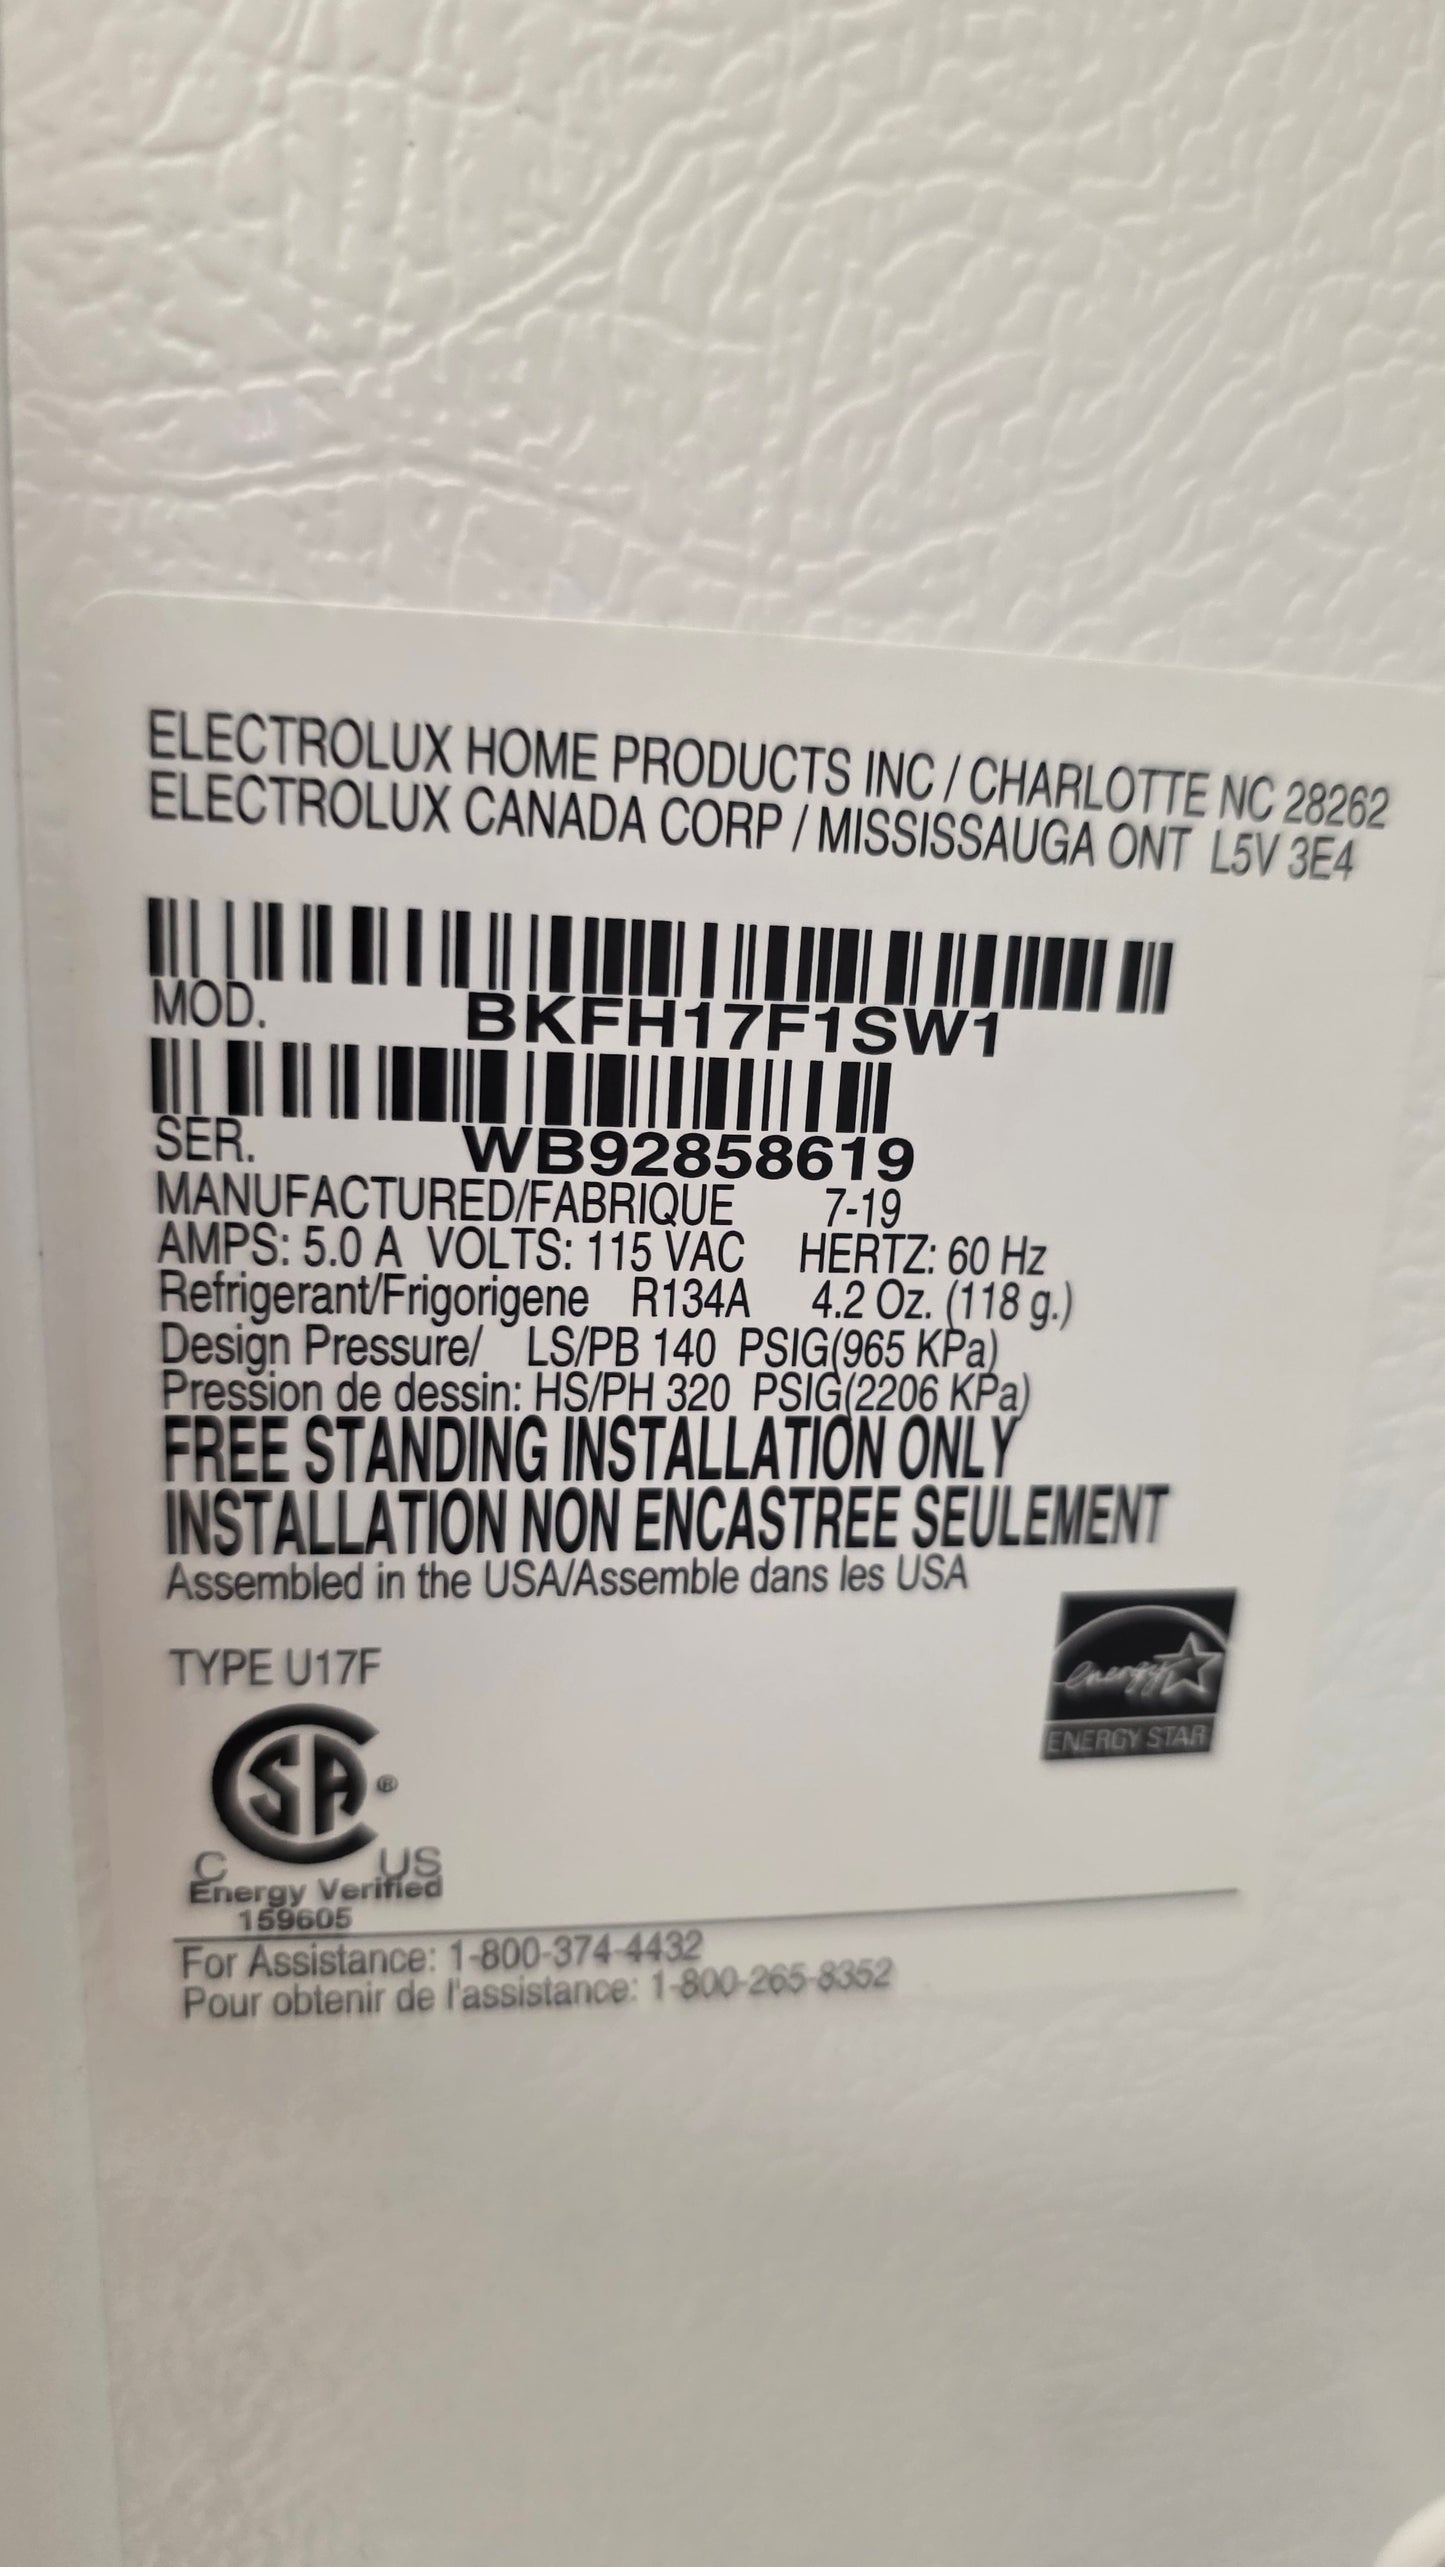 ELECTROLUX HOME PRODUCTS INC / CHARLOTTE NC 28262
ELECTROLUX CANADA CORP / MISSISSAUGA ONT L5V 3E4
MOD. BKFH17F1SW1
SER. WB92858619
MANUFACTURED/FABRIQUE 7-19
AMPS: 5.0 A VOLTS: 115 VAC HERTZ: 60 Hz
Refrigerant/Frigorigene R134A 4.2 Oz. (118 g.)
Design Pressure/ LS/PB 140 PSIG(965 KPa)
Pression de dessin: HS/PH 320 PSIG(2206 KPa)
FREE STANDING INSTALLATION ONLY
INSTALLATION NON ENCASTREE SEULEMENT
Assembled in the USA/Assemble dans les USA
energy
ENERGY STAR
TYPE U17F
CSA ®
C US
Energy Verified
159605
For Assistance: 1-800-374-4432
Pour obtenir de l'assistance: 1-800-265-8352